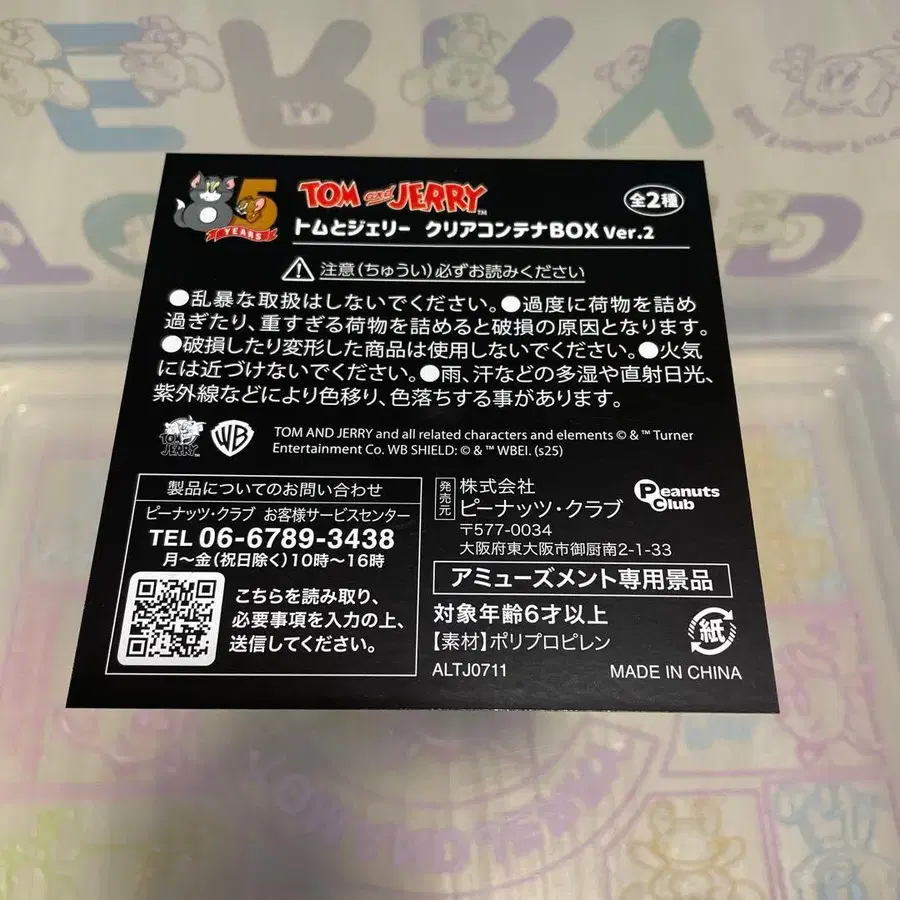 85
YEARS
TOM AND JERRY™
全2種
トムとジェリー クリアコンテナBOX Ver.2
注意(ちゅうい)必ずお読みください
●乱暴な取扱はしないでください。●過度に荷物を詰め
過ぎたり、重すぎる荷物を詰めると破損の原因となります。
●破損したり変形した商品は使用しないでください。●火気
には近づけないでください。●雨、汗などの多湿や直射日光、
紫外線などにより色移り、色落ちする事があります。
TOM AND JERRY
WB
TOM AND JERRY and all related characters and elements © & ™ Turner
Entertainment Co. WB SHIELD: © & ™ WBEI. (s25)
製品についてのお問い合わせ
ピーナッツ・クラブ お客様サービスセンター
TEL 06-6789-3438
月～金(祝日除く)10時～16時
こちらを読み取り、
必要事項を入力の上、
送信してください。
発売元
株式会社
ピーナッツ・クラブ
〒577-0034
大阪府東大阪市御厨南2-1-33
Peanuts Club
アミューズメント専用景品
対象年齢6才以上
【素材】ポリプロピレン
紙
ALTJ0711
MADE IN CHINA